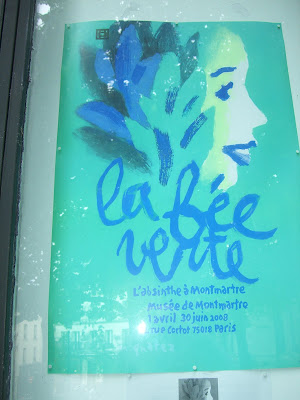 la fée
verte
L'absinthe à Montmartre
Musée de Montmartre
1 avril 30 juin 2008
rue Cortot 75018 Paris